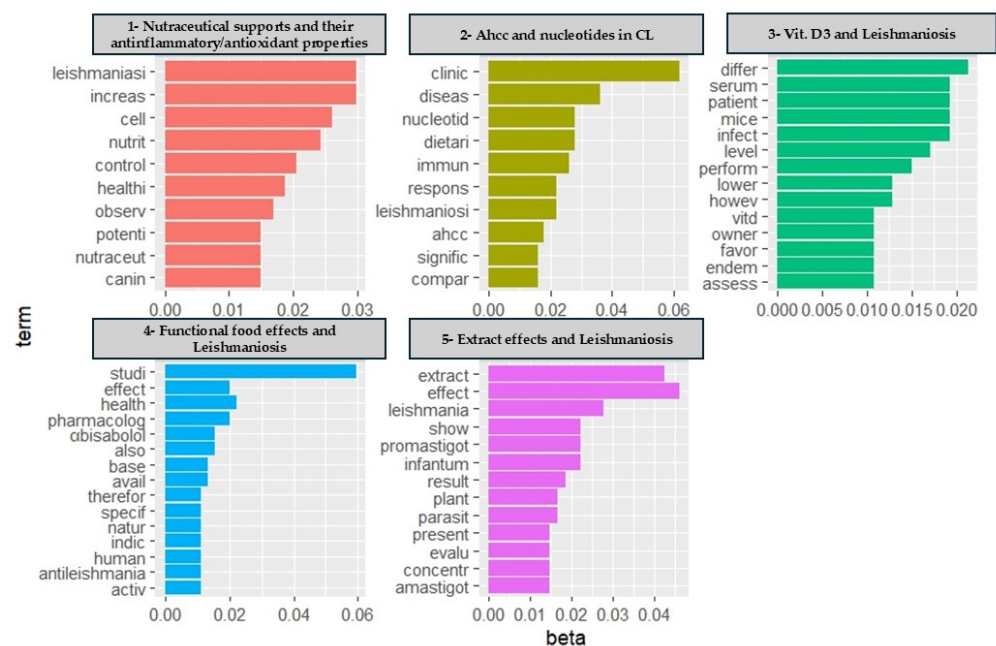 1- Nutraceutical supports and their
antinflammatory/antioxidant properties
leishmaniasi
increas
cell
nutrit
control
healthi
observ
potenti
nutraceut
canin
0.00 0.01 0.02 0.03
2- Ahcc and nucleotides in CL
clinic
diseas
nucleotid
dietari
immun
respons
leishmaniosi
ahcc
signific
compar
0.00 0.02 0.04 0.06
3- Vit. D3 and Leishmaniosis
differ
serum
patient
mice
infect
level
perform
lower
howev
vitd
owner
favor
endem
assess
0.000 0.005 0.010 0.015 0.020
term
4- Functional food effects and
Leishmaniosis
studi
effect
health
pharmacolog
αbisabolol
also
base
avail
therefor
specif
natur
indic
human
antileishmania
activ
0.00 0.02 0.04 0.06
5- Extract effects and Leishmaniosis
extract
effect
leishmania
show
promastigot
infantum
result
plant
parasit
present
evalu
concentr
amastigot
0.00 0.01 0.02 0.03 0.04
beta